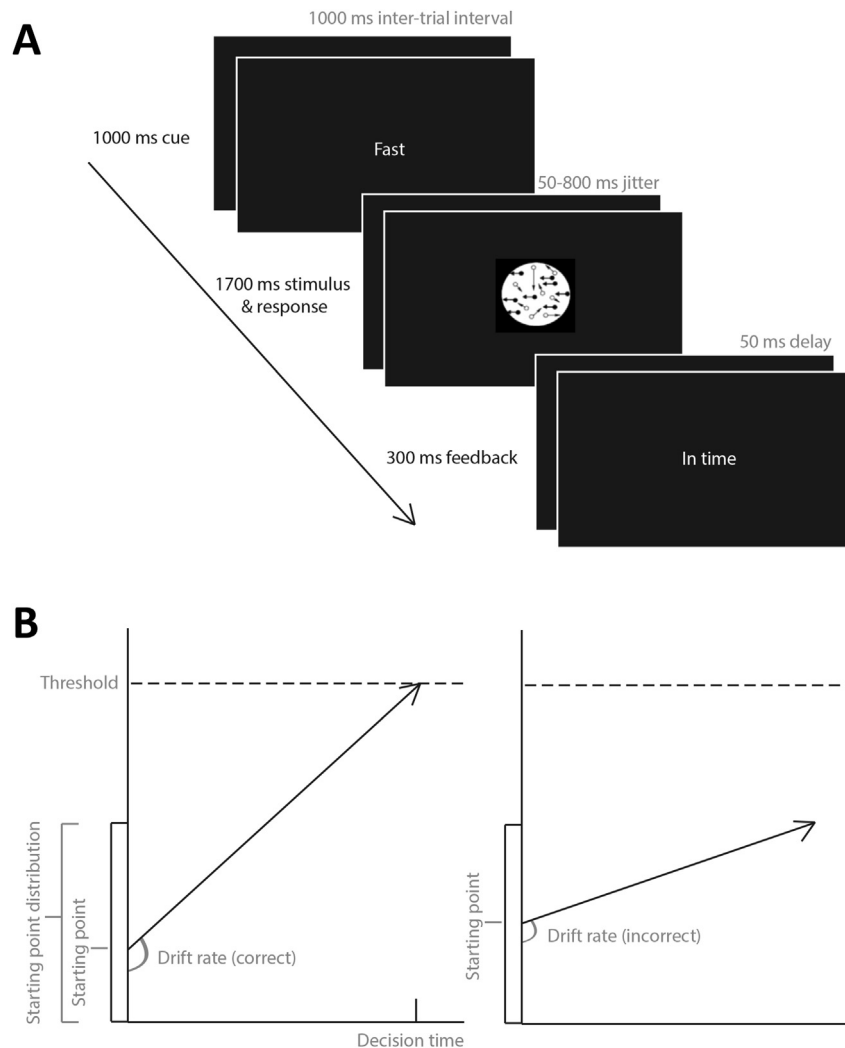 1000 ms inter-trial interval
A
1000 ms cue
Fast
50-800 ms jitter
1700 ms stimulus
& response
50 ms delay
300 ms feedback
In time
B
Threshold
Starting point distribution
Starting point
Drift rate (correct)
Decision time
Starting point
Drift rate (incorrect)